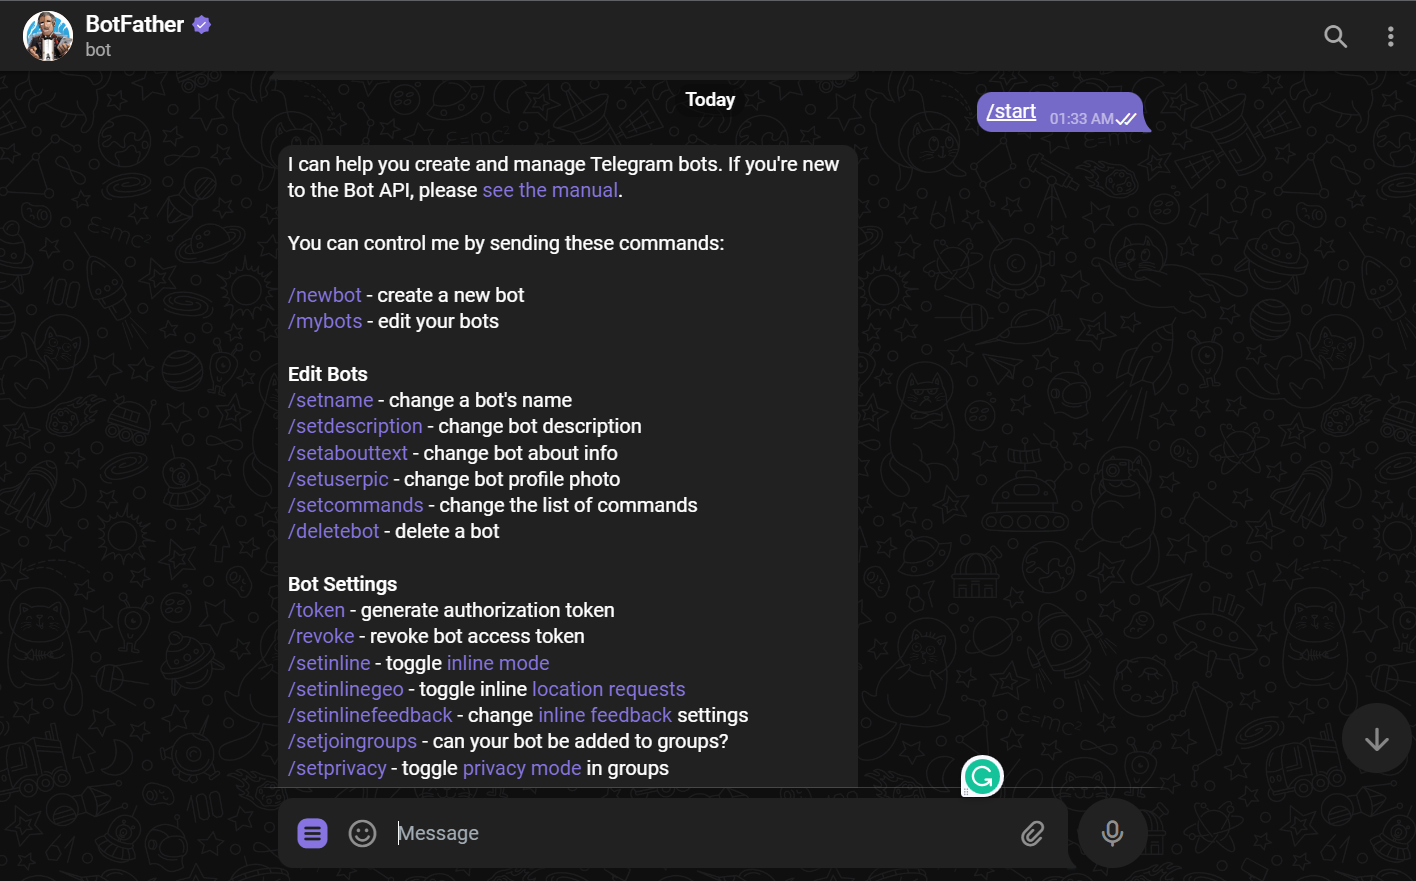 BotFather
bot
Today
/start 01:33 AM
I can help you create and manage Telegram bots. If you're new
to the Bot API, please see the manual.
You can control me by sending these commands:
/newbot - create a new bot
/mybots - edit your bots
Edit Bots
/setname - change a bot's name
/setdescription - change bot description
/setabouttext - change bot about info
/setuserpic - change bot profile photo
/setcommands - change the list of commands
/deletebot - delete a bot
Bot Settings
/token - generate authorization token
/revoke - revoke bot access token
/setinline - toggle inline mode
/setinlinegeo - toggle inline location requests
/setinlinefeedback - change inline feedback settings
/setjoingroups - can your bot be added to groups?
/setprivacy - toggle privacy mode in groups
Message